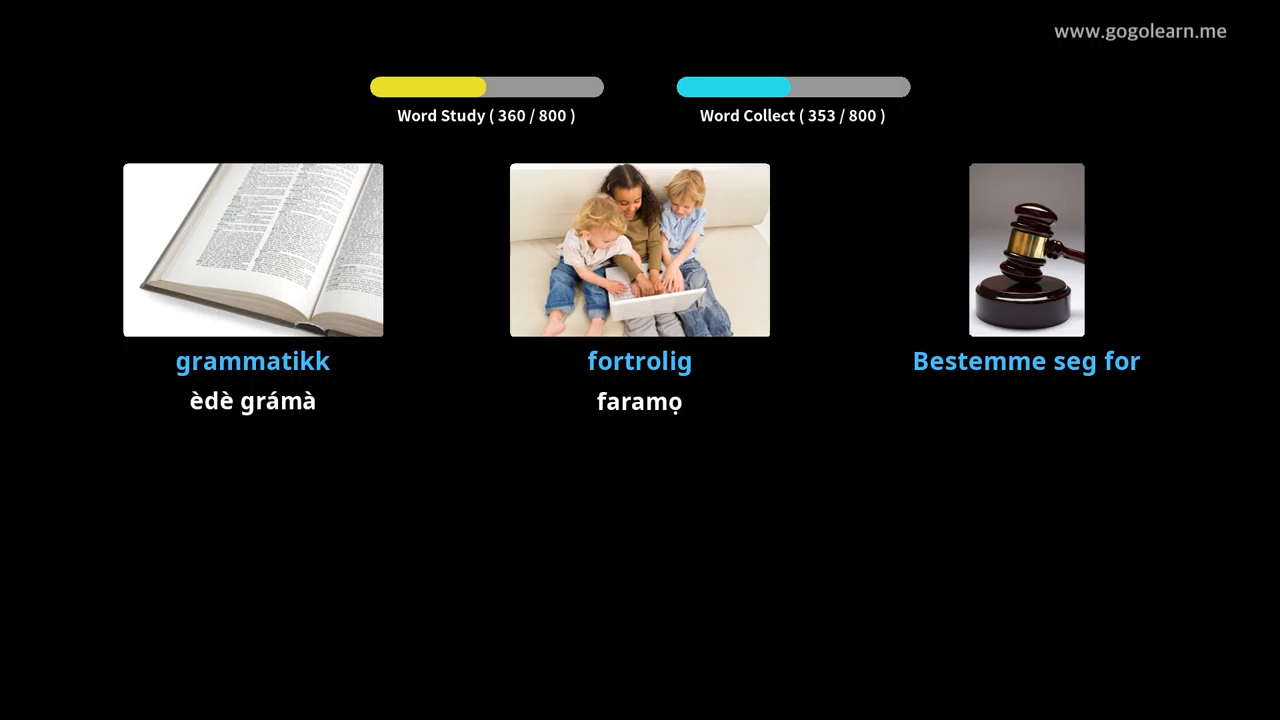 www.gogolearn.me
Word Study ( 360 / 800 )
Word Collect ( 353 / 800 )
grammatikk
fortrolig
Bestemme seg for
èdè grámà
faramọ